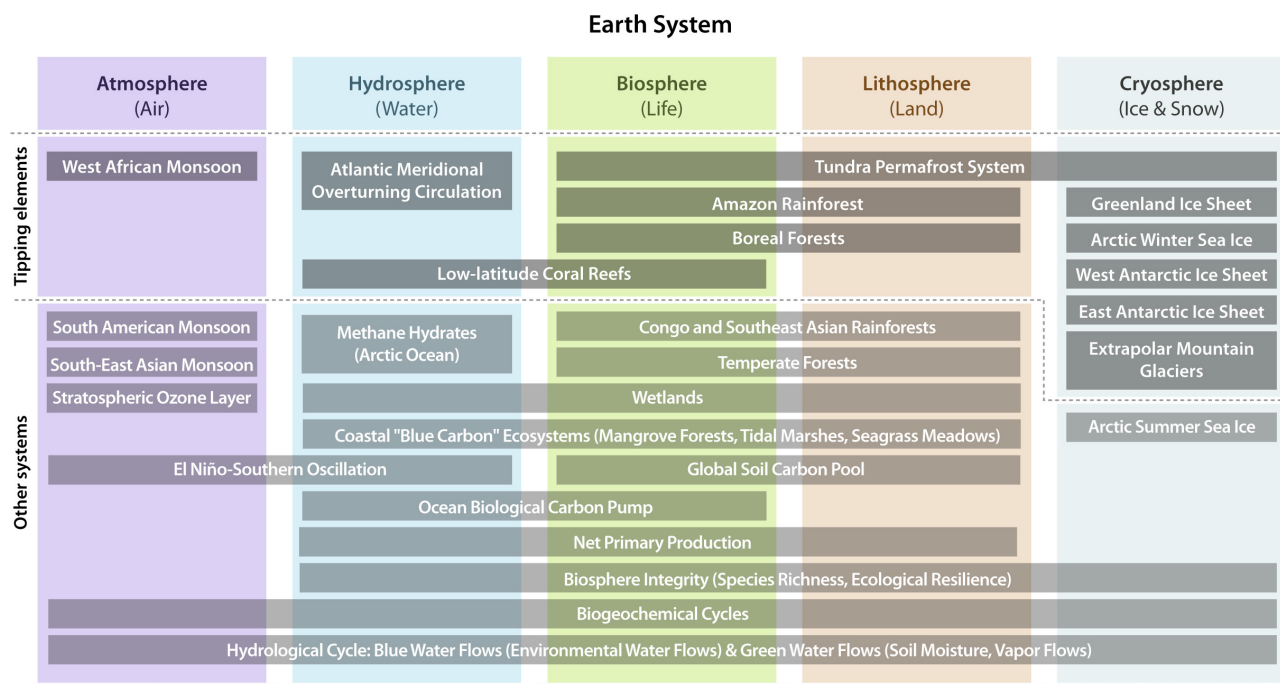 Earth System
Atmosphere
(Air)
Hydrosphere
(Water)
Biosphere
(Life)
Lithosphere
(Land)
Cryosphere
(Ice & Snow)
Tipping elements
West African Monsoon
Atlantic Meridional
Overturning Circulation
Tundra Permafrost System
Amazon Rainforest
Greenland Ice Sheet
Boreal Forests
Arctic Winter Sea Ice
Low-latitude Coral Reefs
West Antarctic Ice Sheet
East Antarctic Ice Sheet
Extrapolar Mountain
Glaciers
Other systems
South American Monsoon
Methane Hydrates
(Arctic Ocean)
Congo and Southeast Asian Rainforests
South-East Asian Monsoon
Temperate Forests
Stratospheric Ozone Layer
Wetlands
Coastal "Blue Carbon" Ecosystems (Mangrove Forests, Tidal Marshes, Seagrass Meadows)
Arctic Summer Sea Ice
El Niño-Southern Oscillation
Global Soil Carbon Pool
Ocean Biological Carbon Pump
Net Primary Production
Biosphere Integrity (Species Richness, Ecological Resilience)
Biogeochemical Cycles
Hydrological Cycle: Blue Water Flows (Environmental Water Flows) & Green Water Flows (Soil Moisture, Vapor Flows)